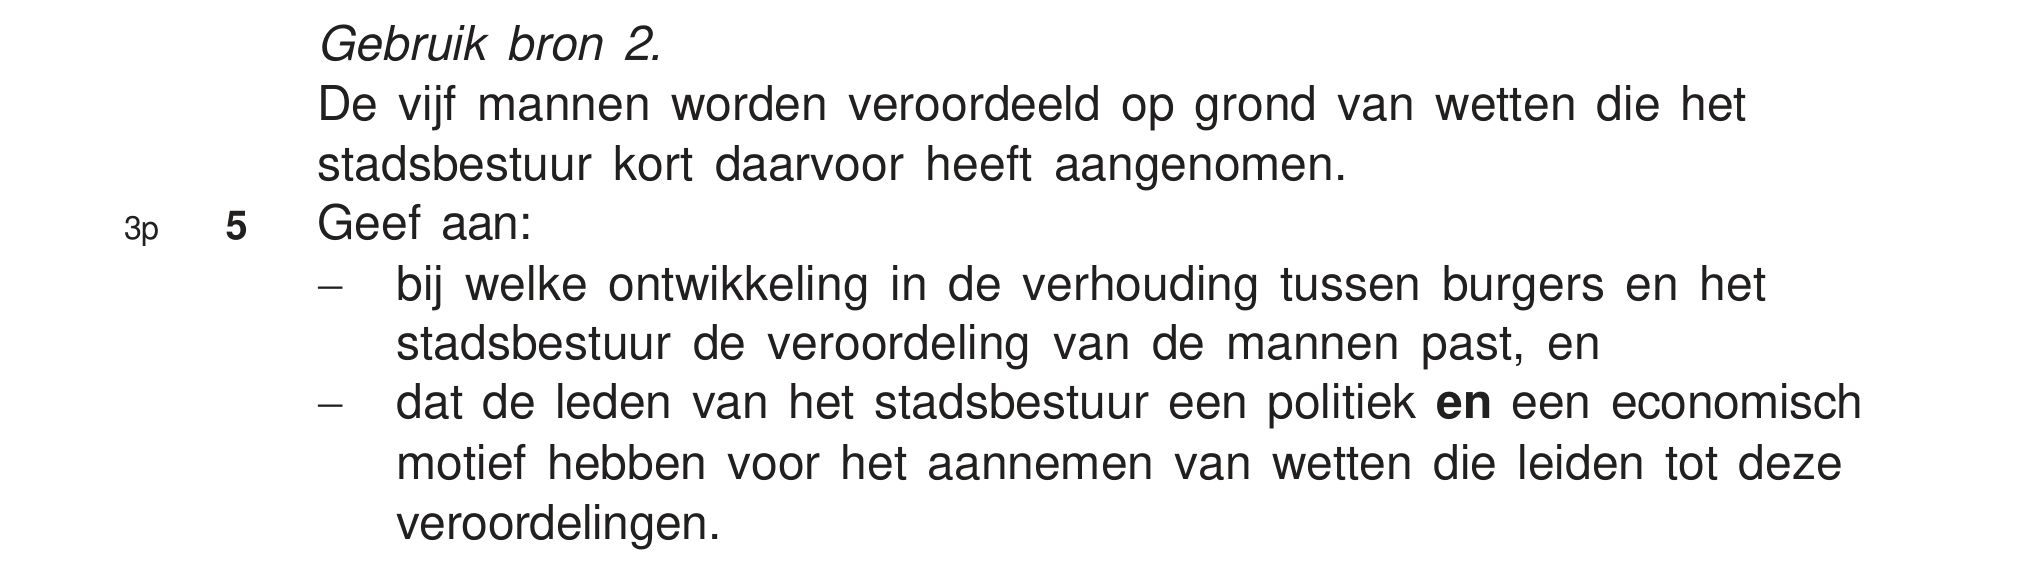 Gebruik bron 2.
De vijf mannen worden veroordeeld op grond van wetten die het
stadsbestuur kort daarvoor heeft aangenomen.
3p 5 Geef aan:
– bij welke ontwikkeling in de verhouding tussen burgers en het
stadsbestuur de veroordeling van de mannen past, en
– dat de leden van het stadsbestuur een politiek en een economisch
motief hebben voor het aannemen van wetten die leiden tot deze
veroordelingen.